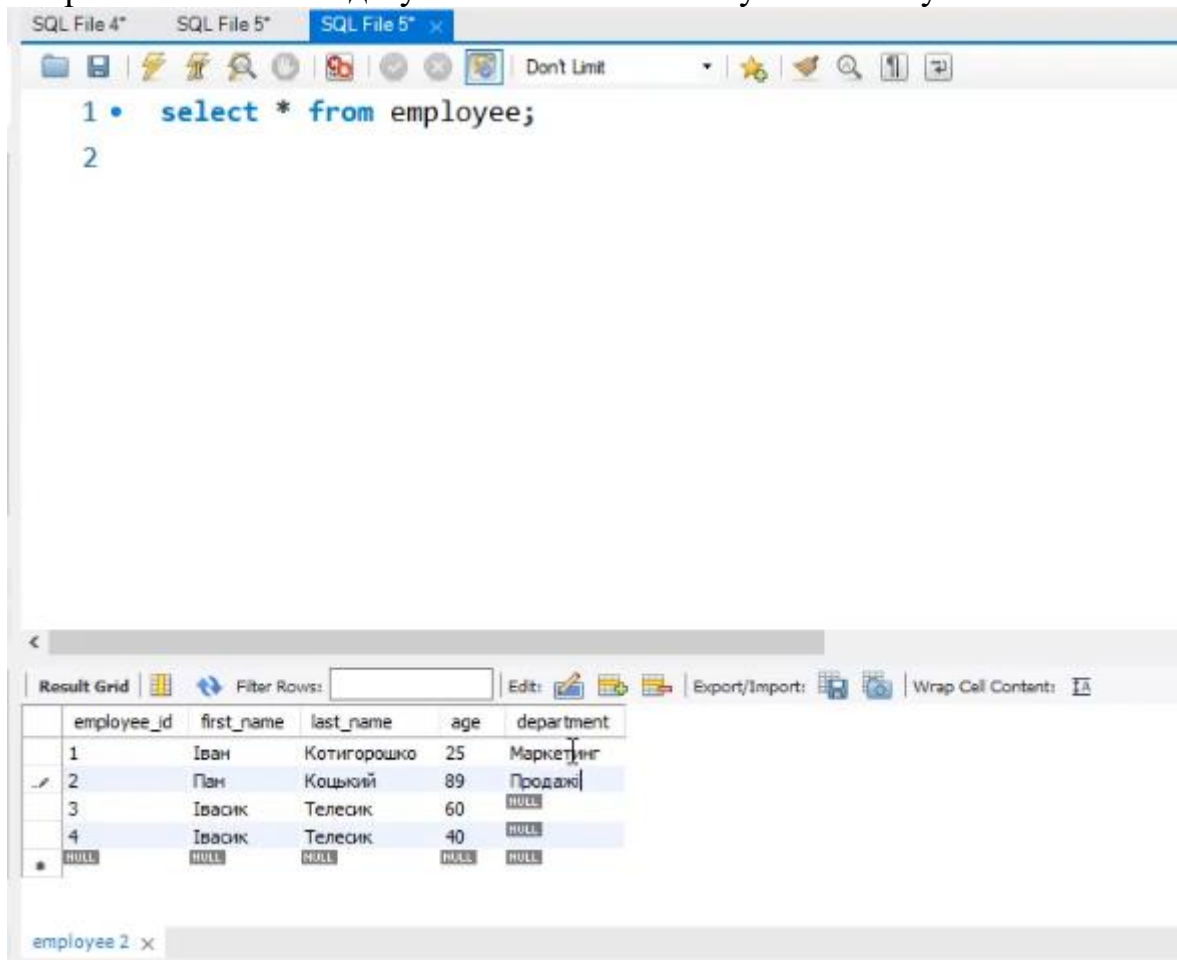 SQL File 4* SQL File 5* SQL File 5* ×
Don't Limit
1 • select * from employee;
2
Result Grid Filter Rows: Edit: Export/Import: Wrap Cell Content: IA
employee_id first_name last_name age department
1 Іван Котигорошко 25 Маркетинг
2 Пан Коцький 89 Продажі
3 Івасик Телесик 60 NULL
4 Івасик Телесик 40 NULL
NULL NULL NULL NULL NULL
employee 2 ×